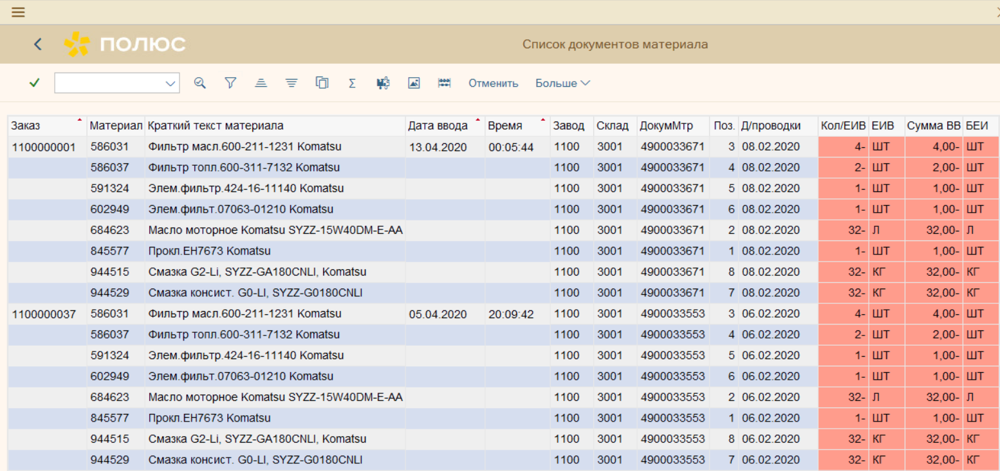 ПОЛЮС
Список документов материала
Отменить Больше
Заказ Материал Краткий текст материала Дата ввода Время Завод Склад ДокумМтр Поз. Д/проводки Кол/ЕИВ ЕИВ Сумма ВВ БЕИ
1100000001 586031 Фильтр масл.600-211-1231 Komatsu 13.04.2020 00:05:44 1100 3001 4900033671 3 08.02.2020 4- ШТ 4,00- ШТ
586037 Фильтр топл.600-311-7132 Komatsu 1100 3001 4900033671 4 08.02.2020 2- ШТ 2,00- ШТ
591324 Элем.фильтр.424-16-11140 Komatsu 1100 3001 4900033671 5 08.02.2020 1- ШТ 1,00- ШТ
602949 Элем.фильт.07063-01210 Komatsu 1100 3001 4900033671 6 08.02.2020 1- ШТ 1,00- ШТ
684623 Масло моторное Komatsu SYZZ-15W40DM-E-AA 1100 3001 4900033671 2 08.02.2020 32- Л 32,00- Л
845577 Прокл.EH7673 Komatsu 1100 3001 4900033671 1 08.02.2020 1- ШТ 1,00- ШТ
944515 Смазка G2-Li, SYZZ-GA180CNLI, Komatsu 1100 3001 4900033671 8 08.02.2020 32- КГ 32,00- КГ
944529 Смазка консист. G0-LI, SYZZ-G0180CNLI 1100 3001 4900033671 7 08.02.2020 32- КГ 32,00- КГ
1100000037 586031 Фильтр масл.600-211-1231 Komatsu 05.04.2020 20:09:42 1100 3001 4900033553 3 06.02.2020 4- ШТ 4,00- ШТ
586037 Фильтр топл.600-311-7132 Komatsu 1100 3001 4900033553 4 06.02.2020 2- ШТ 2,00- ШТ
591324 Элем.фильтр.424-16-11140 Komatsu 1100 3001 4900033553 5 06.02.2020 1- ШТ 1,00- ШТ
602949 Элем.фильт.07063-01210 Komatsu 1100 3001 4900033553 6 06.02.2020 1- ШТ 1,00- ШТ
684623 Масло моторное Komatsu SYZZ-15W40DM-E-AA 1100 3001 4900033553 2 06.02.2020 32- Л 32,00- Л
845577 Прокл.EH7673 Komatsu 1100 3001 4900033553 1 06.02.2020 1- ШТ 1,00- ШТ
944515 Смазка G2-Li, SYZZ-GA180CNLI, Komatsu 1100 3001 4900033553 8 06.02.2020 32- КГ 32,00- КГ
944529 Смазка консист. G0-LI, SYZZ-G0180CNLI 1100 3001 4900033553 7 06.02.2020 32- КГ 32,00- КГ